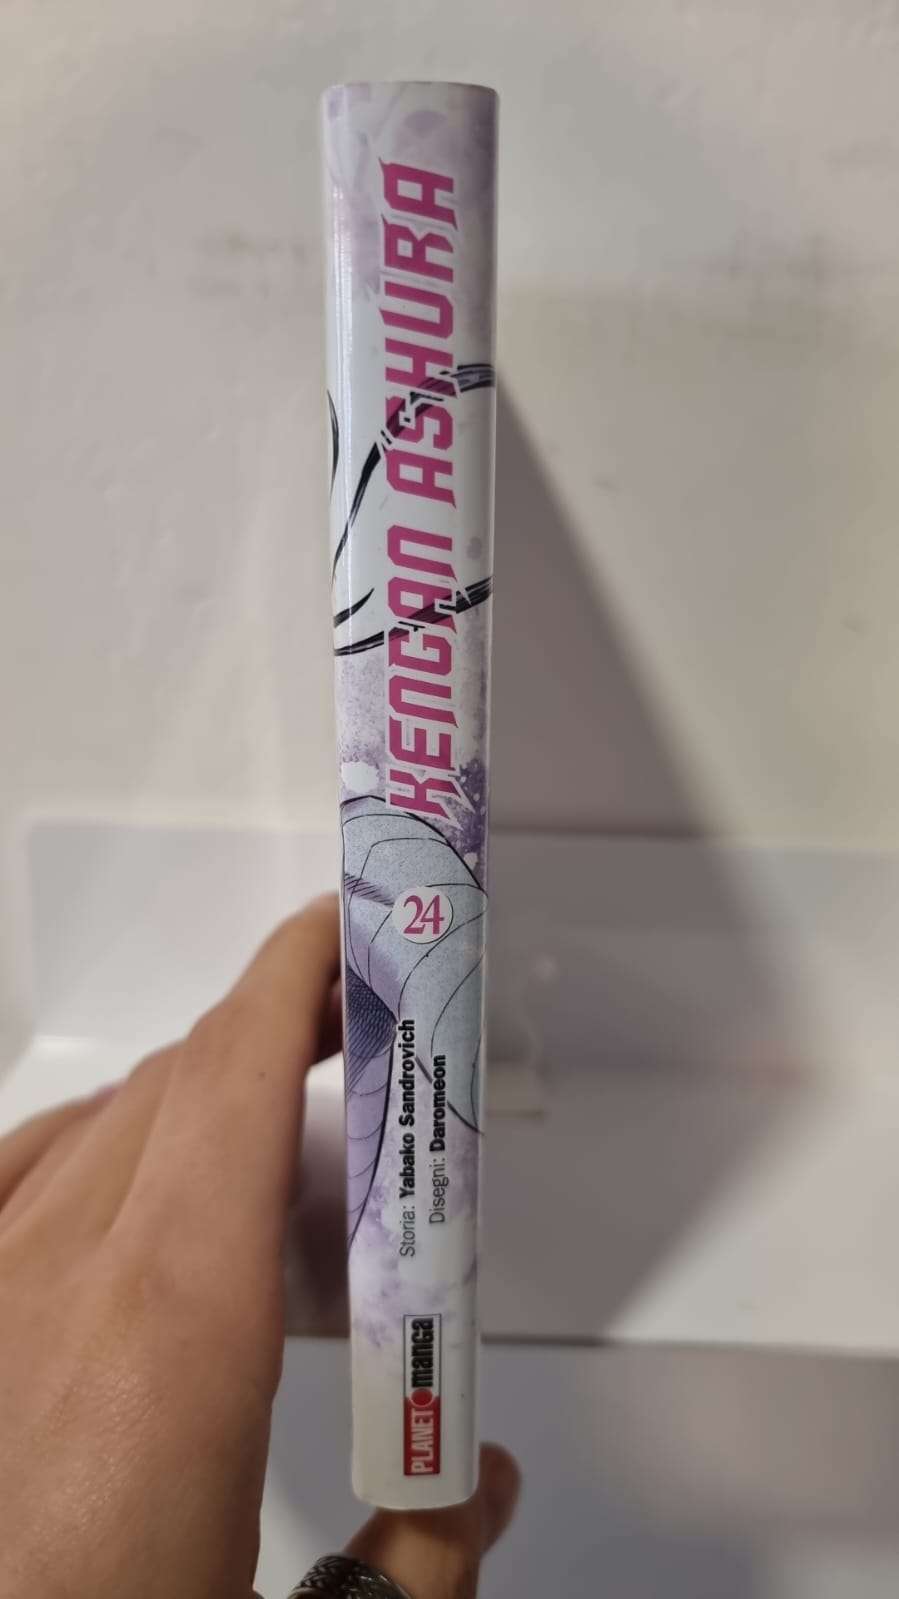 KENGAN ASHURA
24
Storia: Yabako Sandrovich
Disegni: Daromeon
PLANET manga